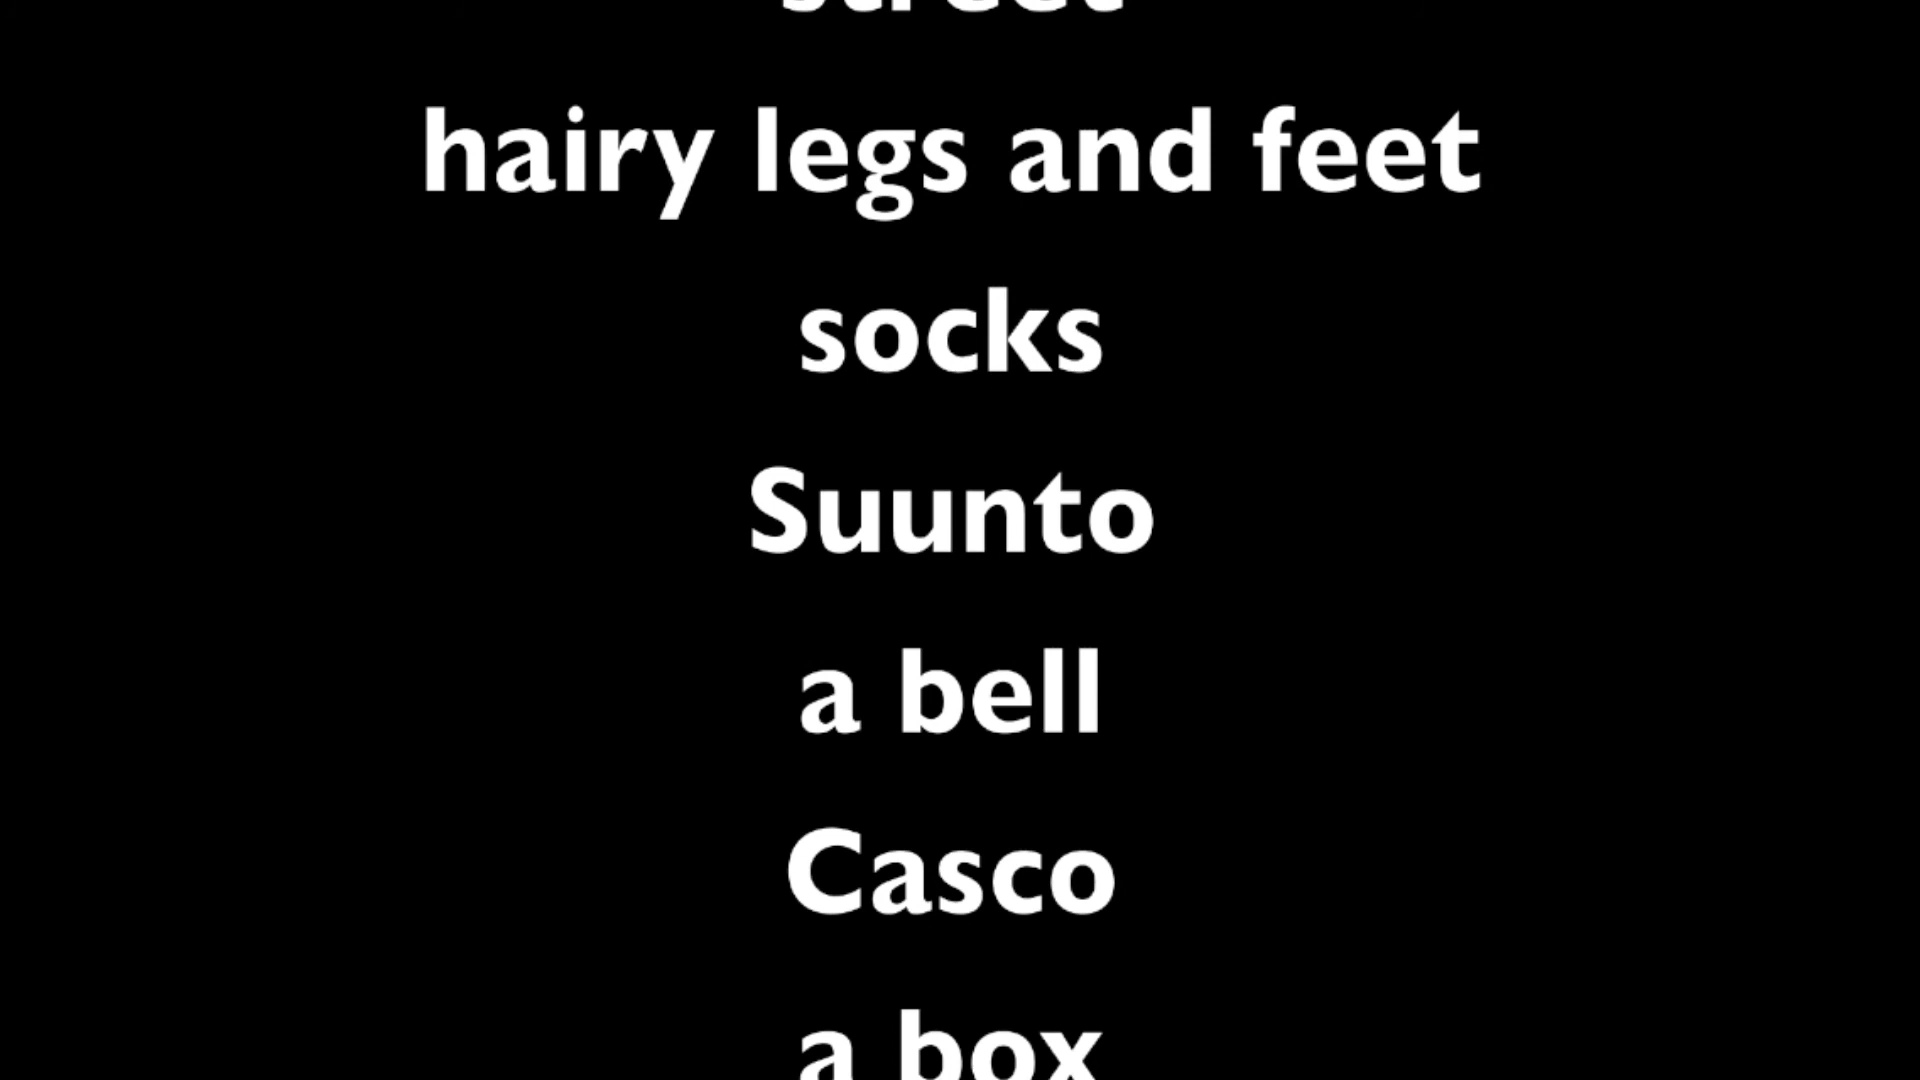 street
hairy legs and feet
socks
Suunto
a bell
Casco
a box